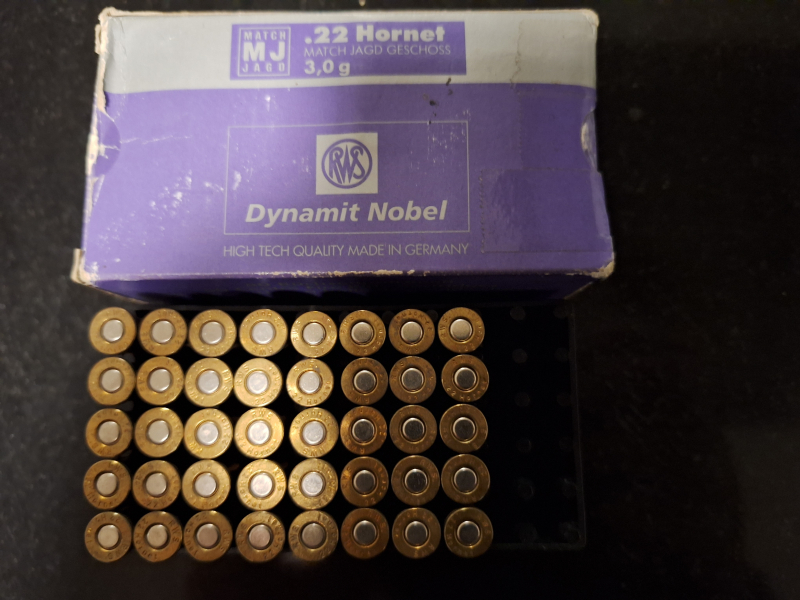 MATCH
MJ
JAGD
.22 Hornet
MATCH JAGD GESCHOSS
3,0 g
RWS
Dynamit Nobel
HIGH TECH QUALITY MADE IN GERMANY